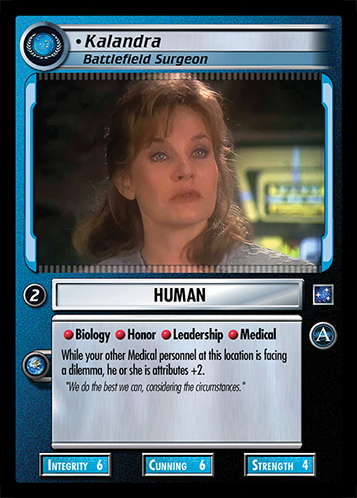 • Kalandra
Battlefield Surgeon
2
HUMAN
• Biology • Honor • Leadership • Medical
A
While your other Medical personnel at this location is facing
a dilemma, he or she is attributes +2.
"We do the best we can, considering the circumstances."
INTEGRITY 6 CUNNING 6 STRENGTH 4